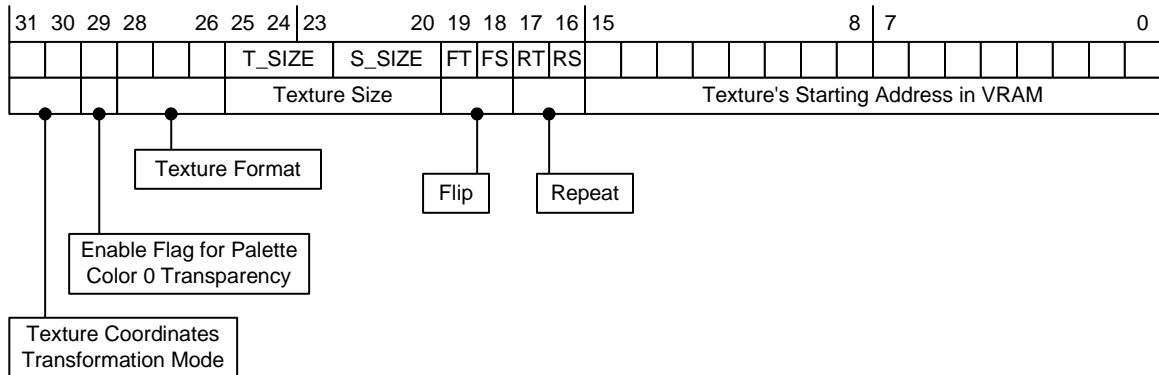 31 30 29 28 26 25 24 23 20 19 18 17 16 15 8 7 0
T_SIZE S_SIZE FT FS RT RS
Texture Size Texture's Starting Address in VRAM
Texture Format
Flip
Repeat
Enable Flag for Palette
Color 0 Transparency
Texture Coordinates
Transformation Mode